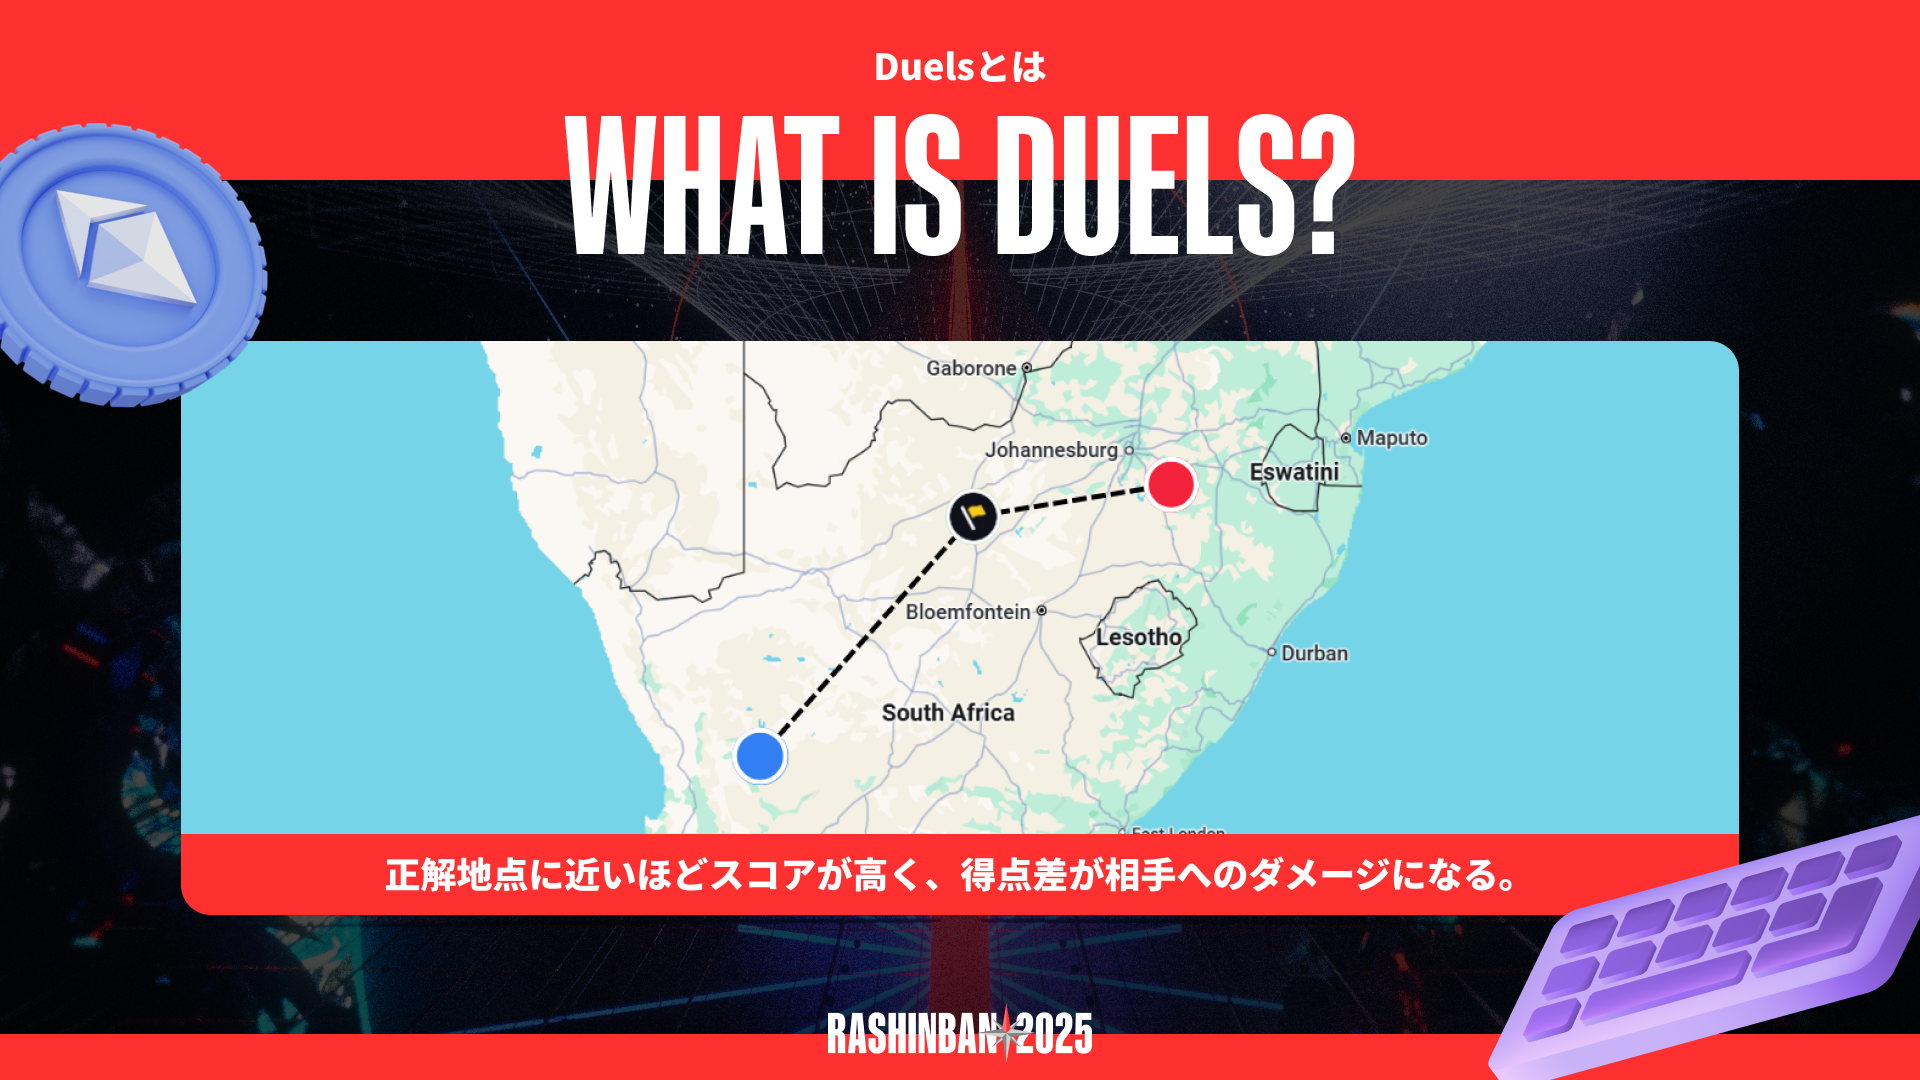 Duelsとは
WHAT IS DUELS?
Gaborone
Johannesburg
Maputo
Eswatini
Bloemfontein
Lesotho
Durban
South Africa
East London
正解地点に近いほどスコアが高く、得点差が相手へのダメージになる。
RASHINBAN 2025